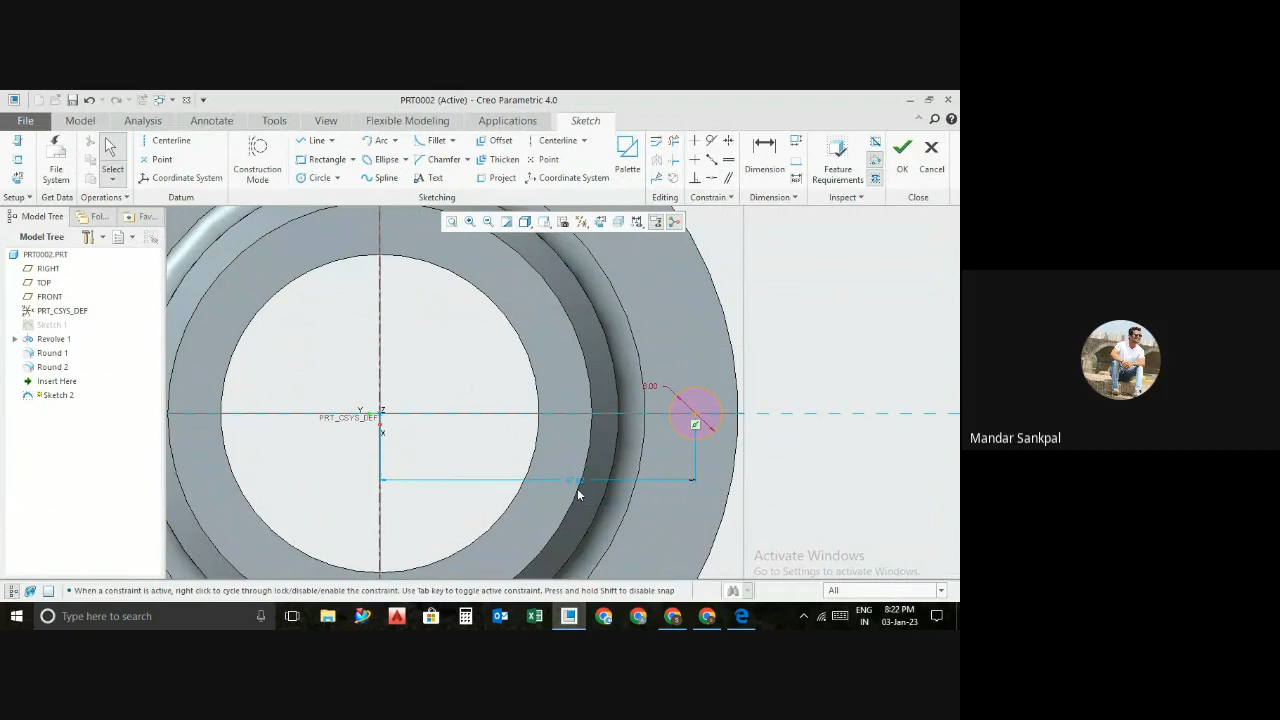 PRT0002 (Active) - Creo Parametric 4.0
File Model Analysis Annotate Tools View Flexible Modeling Applications Sketch
Centerline Line Arc Fillet Offset Centerline
Point Rectangle Ellipse Chamfer Thicken Point
Coordinate System Circle Spline Text Project Coordinate System
File System
Select
Construction Mode
Palette
Dimension
Feature Requirements
OK
Cancel
Setup Get Data Operations Datum Sketching Editing Constrain Dimension Inspect Close
Model Tree Fol... Fav...
Model Tree
PRT0002.PRT
RIGHT
TOP
FRONT
PRT_CSYS_DEF
Sketch 1
Revolve 1
Round 1
Round 2
Insert Here
Sketch 2
8.00
Y Z
PRT_CSYS_DEF
X
Mandar Sankpal
Activate Windows
Go to Settings to activate Windows.
When a constraint is active, right click to cycle through lock/disable/enable the constraint. Use Tab key to toggle active constraint. Press and hold Shift to disable snap
All
Type here to search
ENG
IN
8:22 PM
03-Jan-23